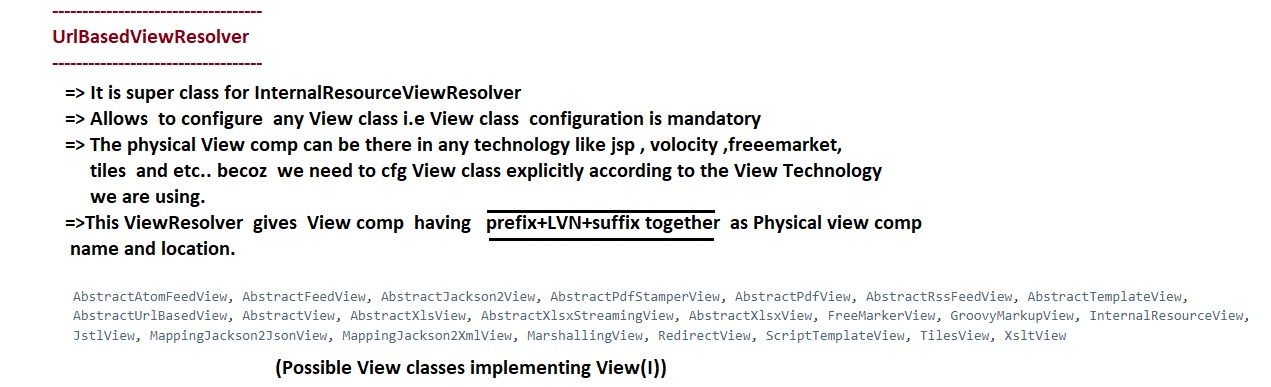 -----------------------------------
UrlBasedViewResolver
-----------------------------------
=> It is super class for InternalResourceViewResolver
=> Allows to configure any View class i.e View class configuration is mandatory
=> The physical View comp can be there in any technology like jsp , volocity ,freeemarket,
tiles and etc.. becoz we need to cfg View class explicitly according to the View Technology
we are using.
=>This ViewResolver gives View comp having prefix+LVN+suffix together as Physical view comp
name and location.
AbstractAtomFeedView, AbstractFeedView, AbstractJackson2View, AbstractPdfStamperView, AbstractPdfView, AbstractRssFeedView, AbstractTemplateView,
AbstractUrlBasedView, AbstractView, AbstractXlsView, AbstractXlsxStreamingView, AbstractXlsxView, FreeMarkerView, GroovyMarkupView, InternalResourceView,
JstlView, MappingJackson2JsonView, MappingJackson2XmlView, MarshallingView, RedirectView, ScriptTemplateView, TilesView, XsltView
(Possible View classes implementing View(I))